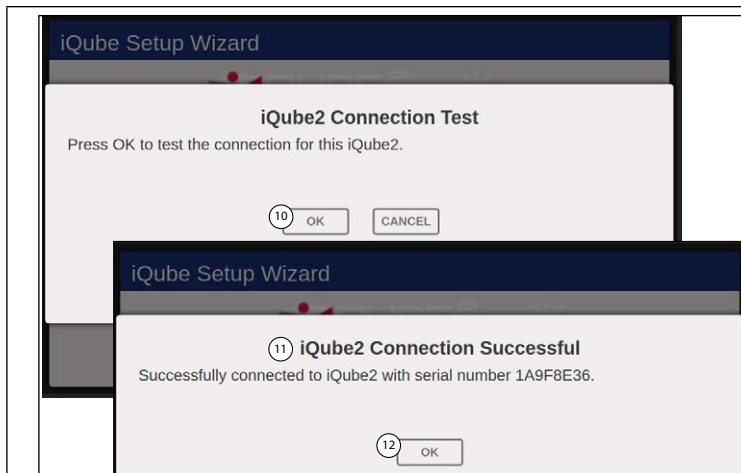 iQube Setup Wizard
iQube2 Connection Test
Press OK to test the connection for this iQube2.
10 OK CANCEL
iQube Setup Wizard
11 iQube2 Connection Successful
Successfully connected to iQube2 with serial number 1A9F8E36.
12 OK